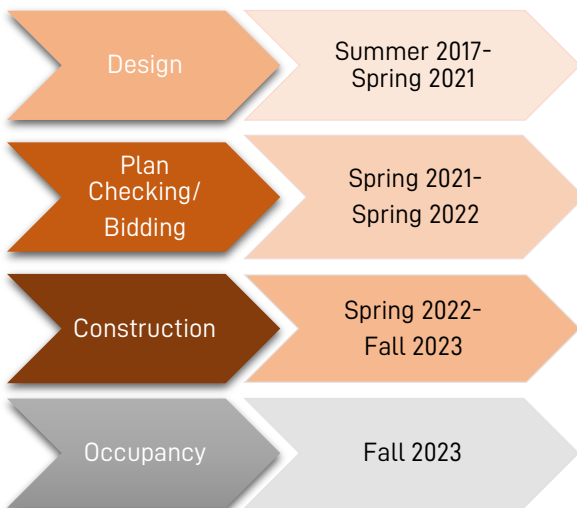 Design
Summer 2017-
Spring 2021
Plan
Checking/
Bidding
Spring 2021-
Spring 2022
Construction
Spring 2022-
Fall 2023
Occupancy
Fall 2023